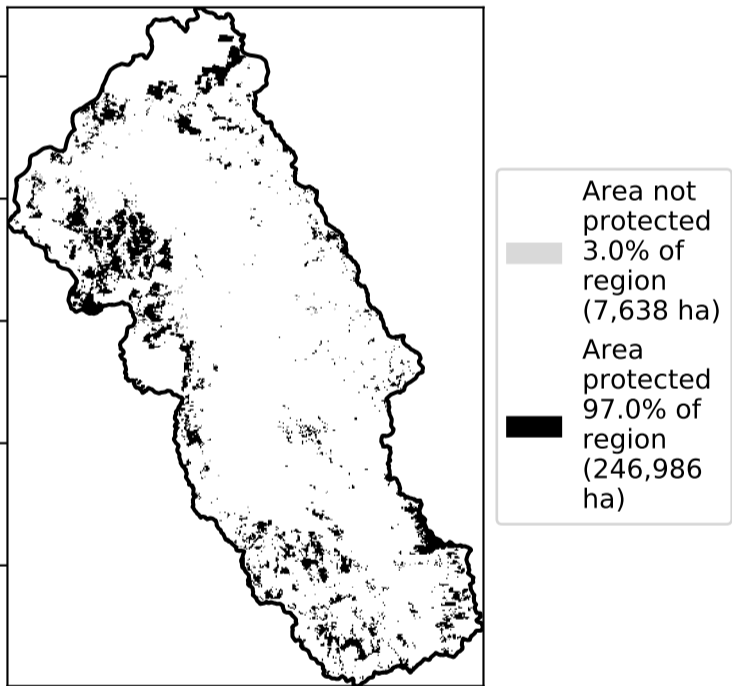 Area not
protected
3.0% of
region
(7,638 ha)
Area
protected
97.0% of
region
(246,986
ha)